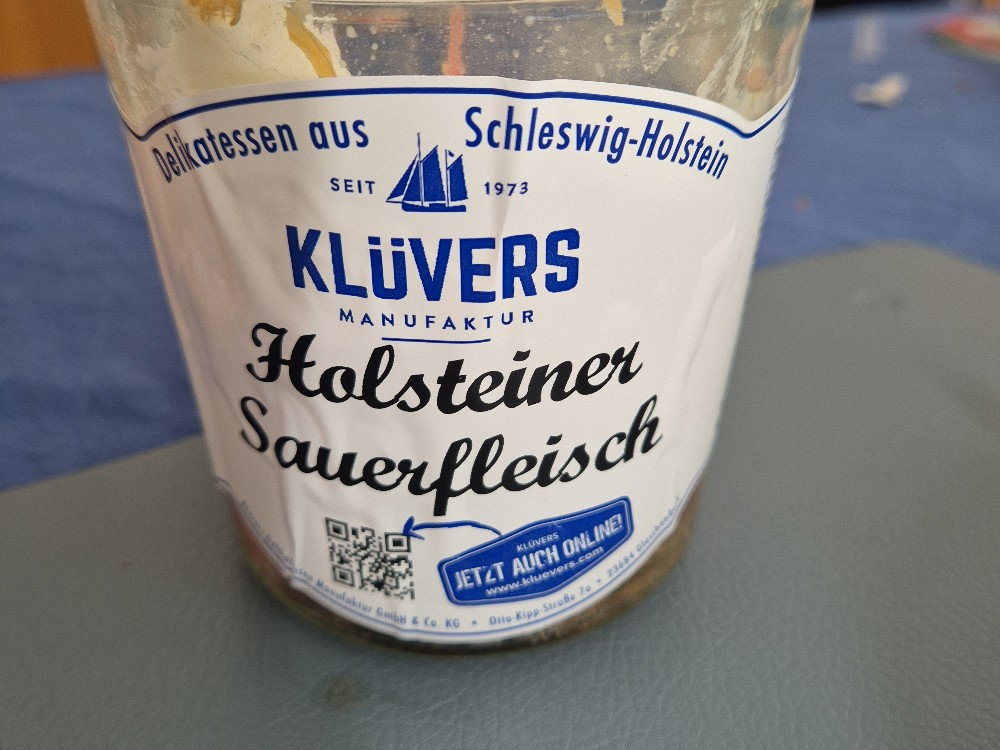 Delikatessen aus Schleswig-Holstein
SEIT 1973
KLÜVERS
MANUFAKTUR
Holsteiner
Sauerfleisch
KLÜVERS
JETZT AUCH ONLINE!
www.kluevers.com
Manufaktur GmbH & Co. KG • Otto-Kipp-Straße 7a • 23684